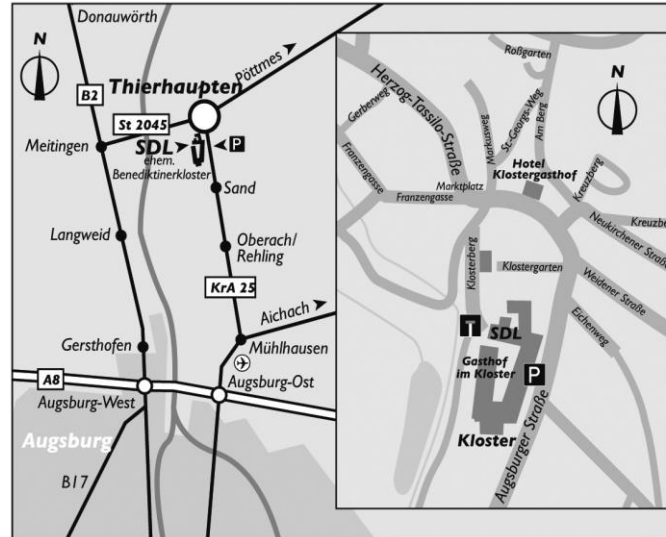 Donauwörth
N
B2
Thierhaupten
Pöttmes
St 2045
Meitingen
SDL
P
ehem.
Benediktinerkloster
Sand
Langweid
Oberach/
Rehling
KrA 25
Aichach
Gersthofen
Mühlhausen
A8
Augsburg-West
Augsburg-Ost
Augsburg
B17
Roßgarten
N
Herzog-Tassilo-Straße
Gerberweg
St-Georgs-Weg
Am Berg
Markusweg
Franzengasse
Hotel
Klostergasthof
Kreuzberg
Marktplatz
Franzengasse
Kreuzbe
Neukirchener Straße
Klosterberg
Klostergarten
Weidener Straße
Eichenweg
T
SDL
Gasthof
im Kloster
P
Kloster
Augsburger Straße